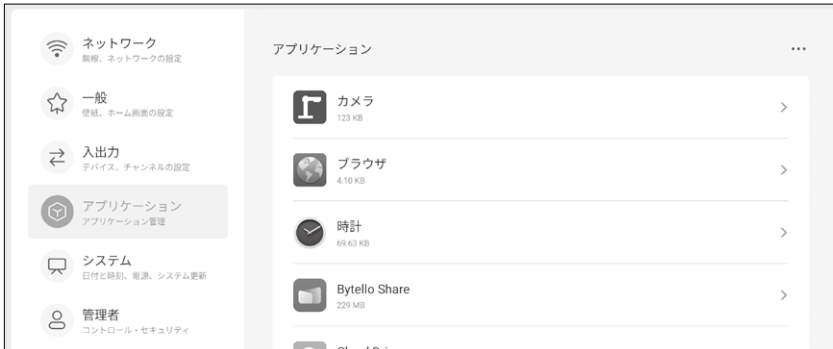 ネットワーク
無線、ネットワークの設定
一般
壁紙、ホーム画面の設定
入出力
デバイス、チャンネルの設定
アプリケーション
アプリケーション管理
システム
日付と時刻、電源、システム更新
管理者
コントロール・セキュリティ
アプリケーション
カメラ
123 KB
ブラウザ
4.10 KB
時計
69.63 KB
Bytello Share
229 MB